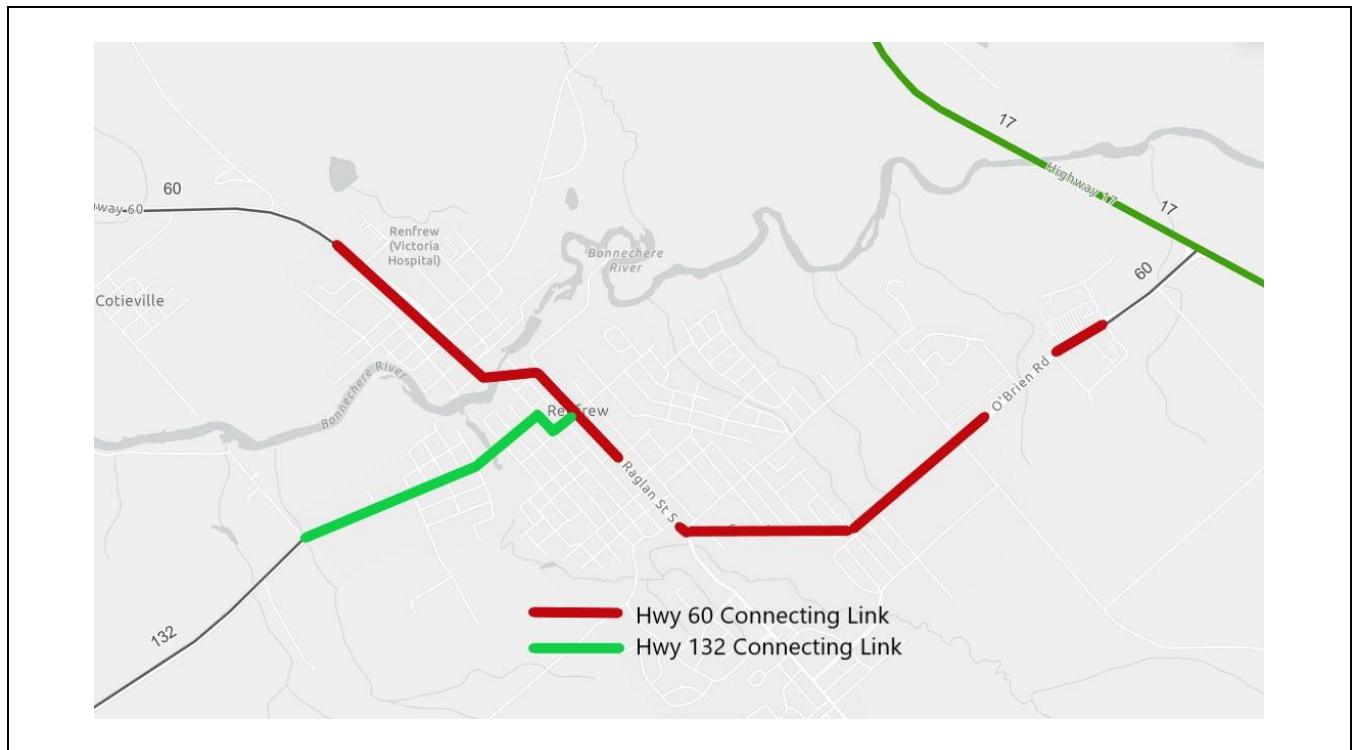 17
Highway 17
17
60
60
way 60
Renfrew
(Victoria
Hospital)
Bonnechere
River
Cotieville
O'Brien Rd
Bonnechere River
Renfrew
Raglan St S
132
Hwy 60 Connecting Link
Hwy 132 Connecting Link